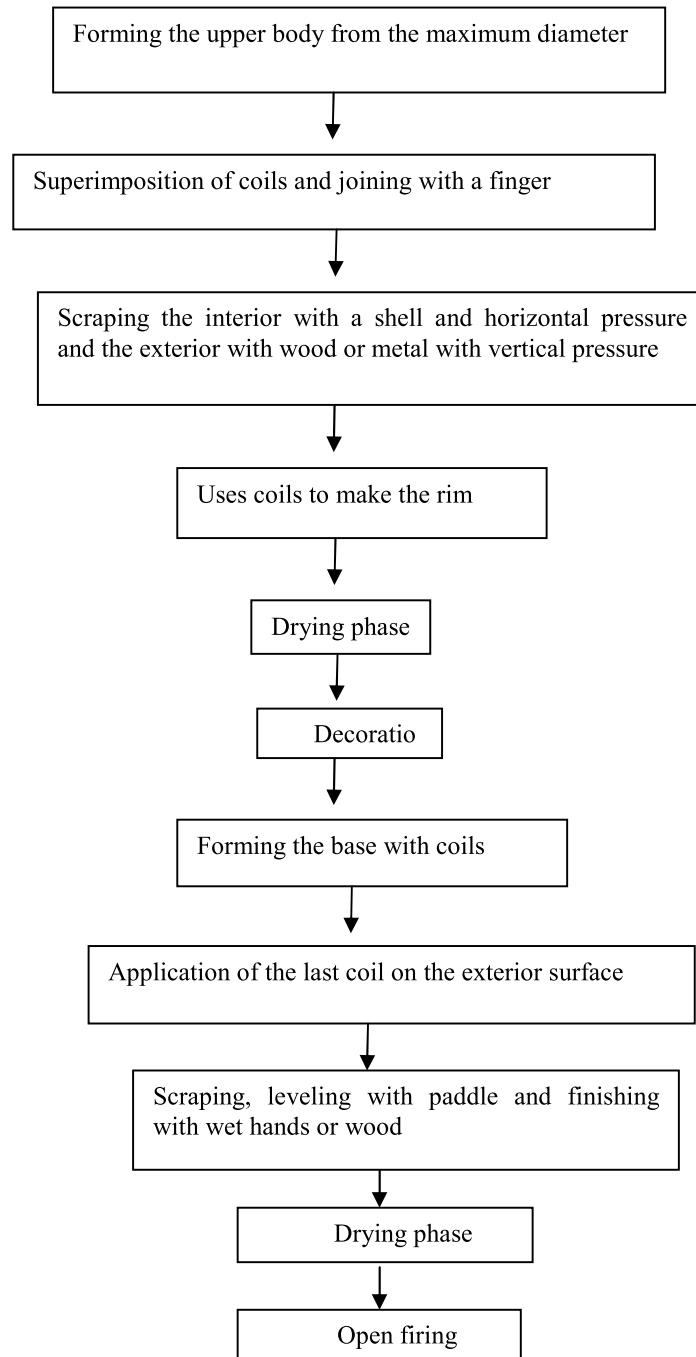 Forming the upper body from the maximum diameter
Superimposition of coils and joining with a finger
Scraping the interior with a shell and horizontal pressure
and the exterior with wood or metal with vertical pressure
Uses coils to make the rim
Drying phase
Decoratio
Forming the base with coils
Application of the last coil on the exterior surface
Scraping, leveling with paddle and finishing
with wet hands or wood
Drying phase
Open firing